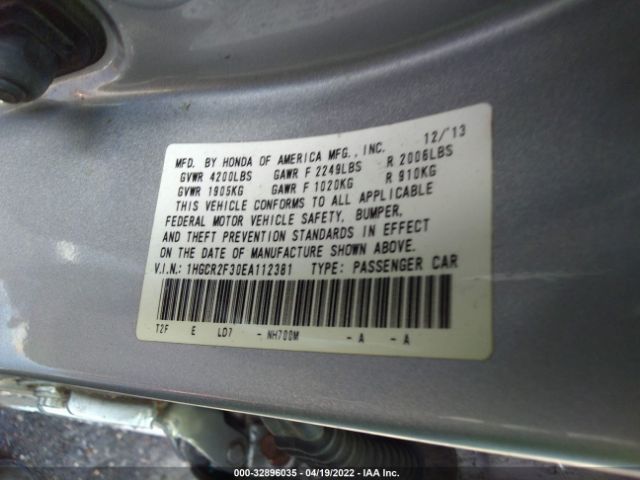 MFD. BY HONDA OF AMERICA MFG., INC. 12/'13
GVWR 4200LBS GAWR F 2249LBS R 2006LBS
GVWR 1905KG GAWR F 1020KG R 910KG
THIS VEHICLE CONFORMS TO ALL APPLICABLE
FEDERAL MOTOR VEHICLE SAFETY, BUMPER,
AND THEFT PREVENTION STANDARDS IN EFFECT
ON THE DATE OF MANUFACTURE SHOWN ABOVE.
V.I.N.: 1HGCR2F30EA112381 TYPE: PASSENGER CAR
T2F E LD7 - NH700M - A - A
000-32896035 - 04/19/2022 - IAA Inc.